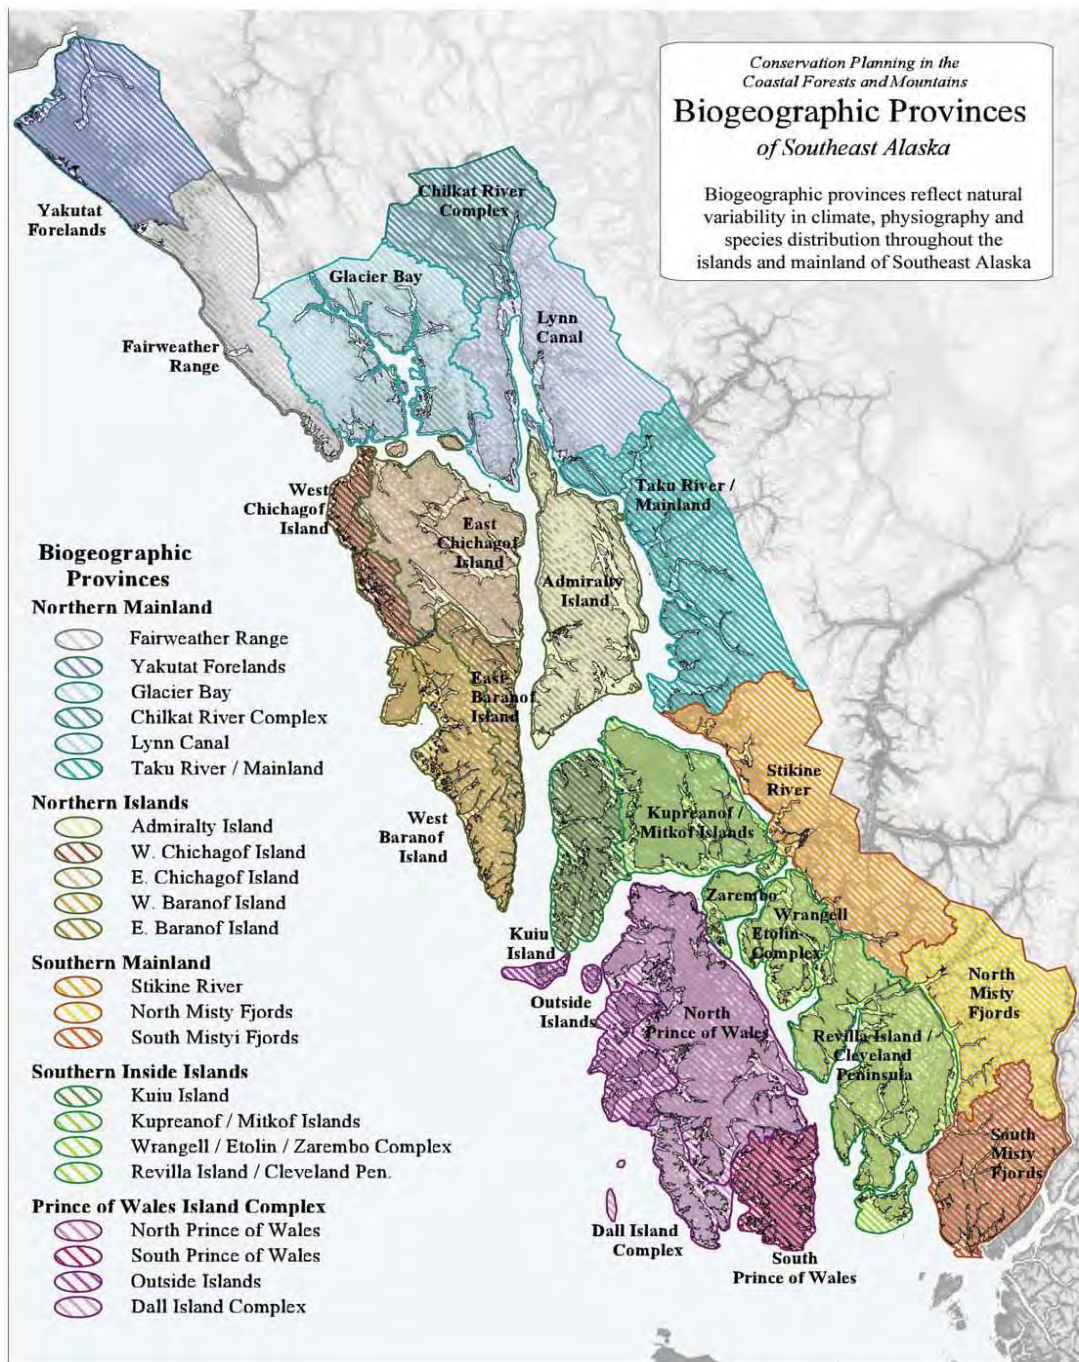 Conservation Planning in the
Coastal Forests and Mountains
Biogeographic Provinces
of Southeast Alaska
Biogeographic provinces reflect natural
variability in climate, physiography and
species distribution throughout the
islands and mainland of Southeast Alaska
Yakutat
Forelands
Chilkat River
Complex
Glacier Bay
Lynn
Canal
Fairweather
Range
West
Chichagof
Island
East
Chichagof
Island
Taku River /
Mainland
Admiralty
Island
East
Baranof
Island
West
Baranof
Island
Stikine
River
Kupreanof /
Mitkof Islands
Zarembo
Wrangell
Etolin
Complex
Kuiu
Island
Outside
Islands
North
Prince of Wales
North
Misty
Fjords
Revilla Island /
Cleveland
Peninsula
South
Misty
Fjords
Dall Island
Complex
South
Prince of Wales
Biogeographic
Provinces
Northern Mainland
Fairweather Range
Yakutat Forelands
Glacier Bay
Chilkat River Complex
Lynn Canal
Taku River / Mainland
Northern Islands
Admiralty Island
W. Chichagof Island
E. Chichagof Island
W. Baranof Island
E. Baranof Island
Southern Mainland
Stikine River
North Misty Fjords
South Mistyi Fjords
Southern Inside Islands
Kuiu Island
Kupreanof / Mitkof Islands
Wrangell / Etolin / Zarembo Complex
Revilla Island / Cleveland Pen.
Prince of Wales Island Complex
North Prince of Wales
South Prince of Wales
Outside Islands
Dall Island Complex